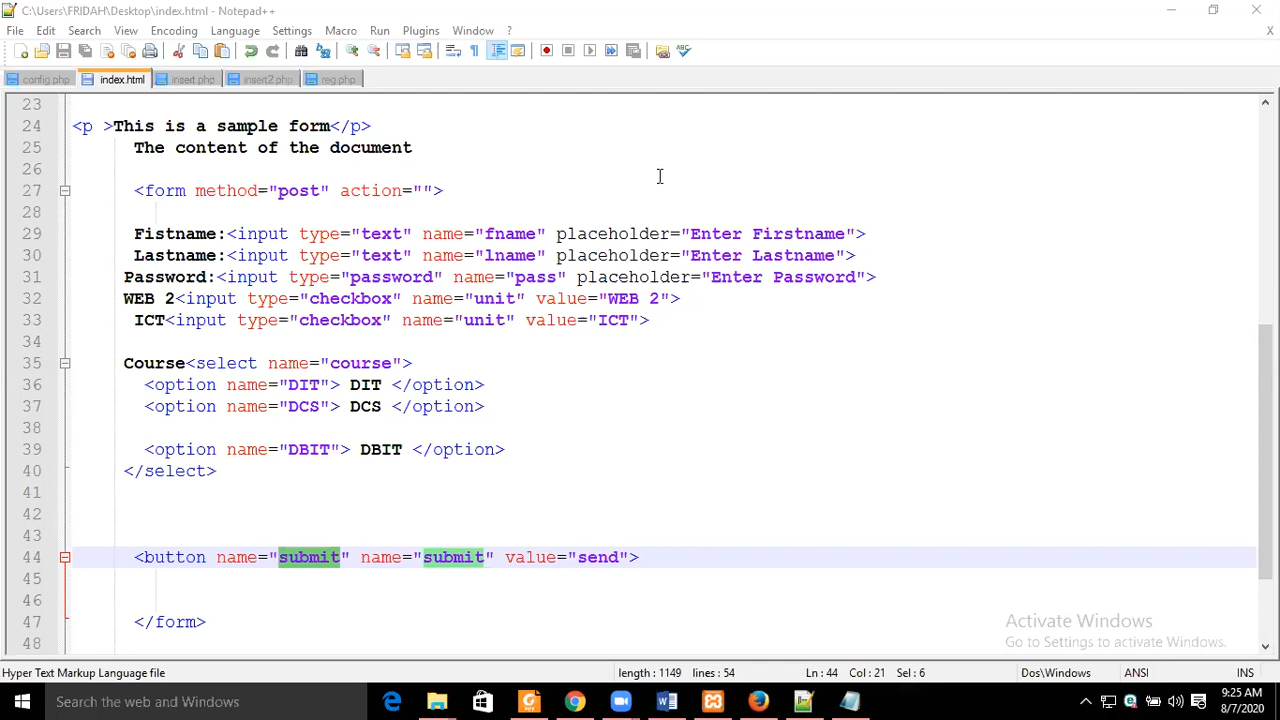 C:\Users\FRIDAH\Desktop\index.html - Notepad++
File Edit Search View Encoding Language Settings Macro Run Plugins Window ? X
config.php index.html insert.php insert2.php reg.php
23
24 <p >This is a sample form</p>
25 The content of the document
26
27 <form method="post" action="">
28
29 Fistname:<input type="text" name="fname" placeholder="Enter Firstname">
30 Lastname:<input type="text" name="lname" placeholder="Enter Lastname">
31 Password:<input type="password" name="pass" placeholder="Enter Password">
32 WEB 2<input type="checkbox" name="unit" value="WEB 2">
33 ICT<input type="checkbox" name="unit" value="ICT">
34
35 Course<select name="course">
36 <option name="DIT"> DIT </option>
37 <option name="DCS"> DCS </option>
38
39 <option name="DBIT"> DBIT </option>
40 </select>
41
42
43
44 <button name="submit" name="submit" value="send">
45
46
47 </form>
48
Activate Windows
Go to Settings to activate Windows.
Hyper Text Markup Language file length : 1149 lines : 54 Ln : 44 Col : 21 Sel : 6 Dos\Windows ANSI INS
Search the web and Windows
9:25 AM
8/7/2020